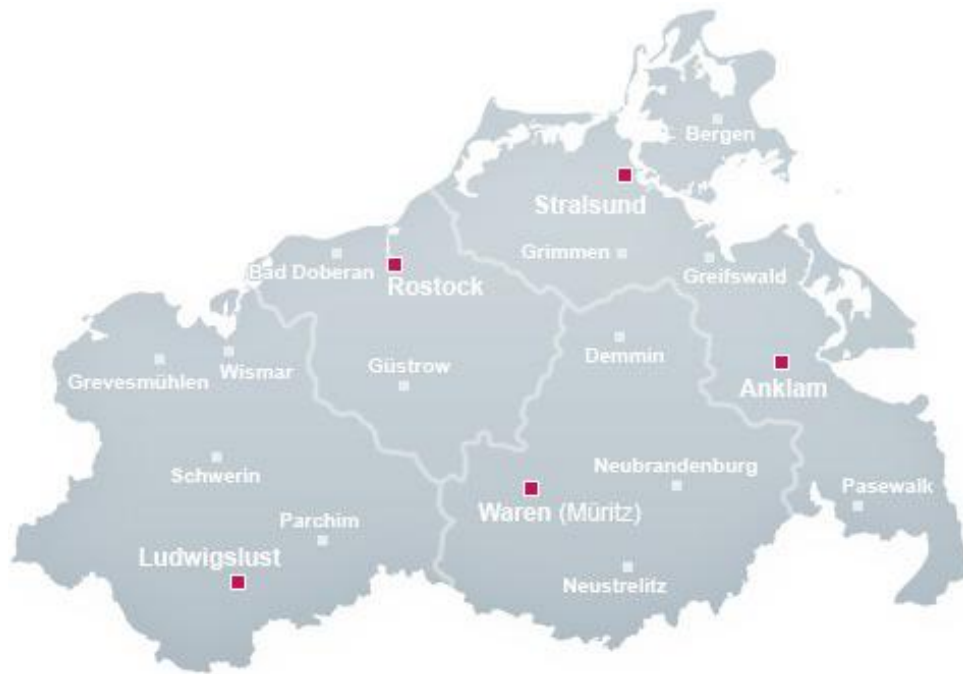 Bergen
Stralsund
Grimmen
Greifswald
Bad Doberan
Rostock
Demmin
Wismar
Güstrow
Grevesmühlen
Anklam
Neubrandenburg
Schwerin
Pasewalk
Waren (Müritz)
Parchim
Ludwigslust
Neustrelitz